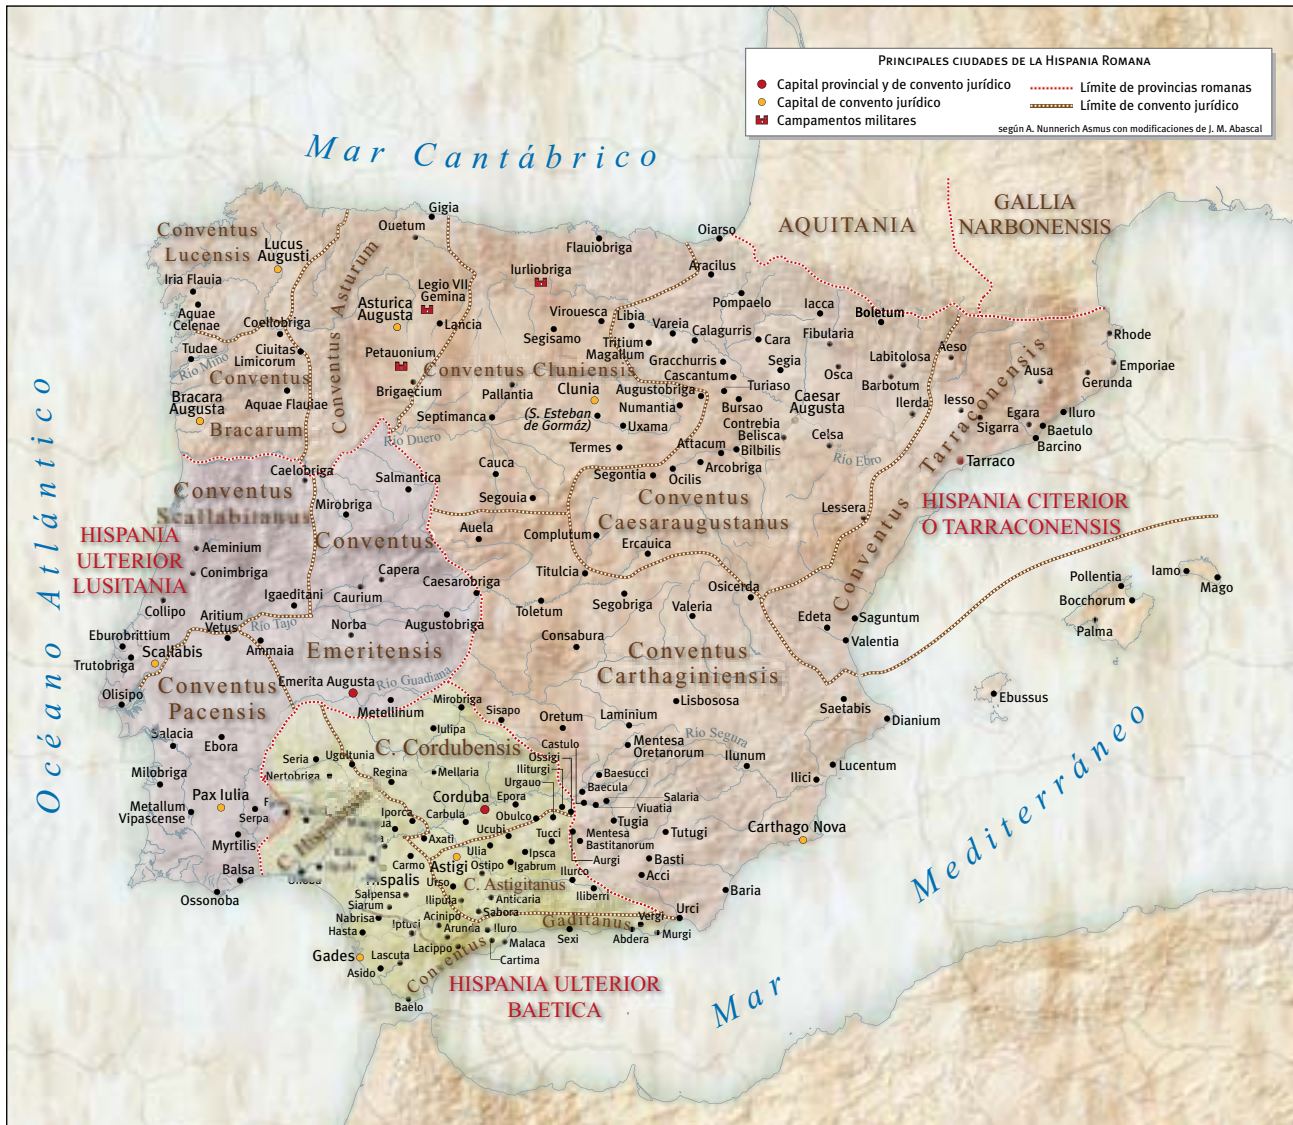 PRINCIPALES CIUDADES DE LA HISPANIA ROMANA
Capital provincial y de convento jurídico
Capital de convento jurídico
Campamentos militares
Límite de provincias romanas
Límite de convento jurídico
según A. Nunnerich Asmus con modificaciones de J. M. Abascal
Mar Cantábrico
Océano Atlántico
Mar
Mediterráneo
AQUITANIA
GALLIA
NARBONENSIS
HISPANIA CITERIOR
O TARRACONENSIS
HISPANIA
ULTERIOR
LUSITANIA
HISPANIA ULTERIOR
BAETICA
Conventus
Lucensis
Conventus Asturum
Conventus
Bracarum
Conventus Cluniensis
Conventus
Caesaraugustanus
Conventus Tarraconensis
Conventus
Carthaginiensis
Conventus
Scallabitanus
Conventus
Emeritensis
Conventus
Pacensis
C. Cordubensis
C. Astigitanus
Conventus Gaditanus
Río Miño
Río Duero
Río Ebro
Río Tajo
Río Guadiana
Río Segura
Gigia
Ouetum
Lucus
Augusti
Iria Flauia
Aquae
Celenae
Coeliobriga
Tudae
Ciuitas
Limicorum
Bracara
Augusta
Aquae Flauiae
Asturica
Augusta
Legio VII
Gemina
Lancia
Petauonium
Brigaecium
Iurliobriga
Flauiobriga
Oiarso
Aracilus
Pompaelo
Iacca
Boletum
Virouesca
Segisamo
Libia
Tritium
Magallum
Vareia
Calagurris
Cara
Fibularia
Gracchurris
Segia
Labitolosa
Aeso
Rhode
Emporiae
Gerunda
Ausa
Cascantum
Turiaso
Osca
Barbotum
Augustobriga
Bursao
Caesar
Augusta
Ilerda
Iesso
Egara
Sigarra
Iluro
Baetulo
Barcino
Tarraco
Pallantia
Clunia
(S. Esteban
de Gormáz)
Numantia
Uxama
Contrebia
Belisca
Bilbilis
Celsa
Septimanca
Termes
Attacum
Arcobriga
Ocilis
Segontia
Cauca
Segouia
Lessera
Caelobriga
Salmantica
Mirobriga
Auela
Complutum
Ercauica
Titulcia
Osicerda
Aeminium
Conimbriga
Capera
Caurium
Caesarobriga
Collipo
Igaeditani
Toletum
Segobriga
Valeria
Edeta
Saguntum
Valentia
Pollentia
Bocchorum
Palma
Iamo
Mago
Ebussus
Aritium
Vetus
Eburobrittium
Scallabis
Ammaia
Norba
Augustobriga
Consabura
Trutobriga
Olisipo
Emerita Augusta
Metellinum
Mirobriga
Sisapo
Lisbososa
Saetabis
Dianium
Salacia
Ebora
Iulipa
Oretum
Laminium
Castulo
Mentesa
Oretanorum
Ilunum
Lucentum
Ilici
Milobriga
Seria
Ugultunia
Nertobriga
Regina
Mellaria
Ossigi
Iliturgi
Urgauo
Baesucci
Baecula
Salaria
Viuatia
Tugia
Metallum
Vipascense
Pax Iulia
Serpa
Iporca
Corduba
Carbula
Epora
Obulco
Ucubi
Tucci
Mentesa
Bastitanorum
Tutugi
Carthago Nova
Myrtilis
Axati
Ulia
Ipsca
Aurgi
Basti
Acci
Balsa
Ossonoba
Carmo
Astigi
Ostipo
Igabrum
Ilurco
Iliberri
Baria
Urso
Salpensa
Siarum
Ilipula
Anticaria
Sabora
Urci
Vergi
Nabrisa
Hasta
Iptuci
Acinipo
Arunda
Iluro
Sexi
Abdera
Murgi
Gades
Lascuta
Lacippo
Malaca
Cartima
Asido
Baelo